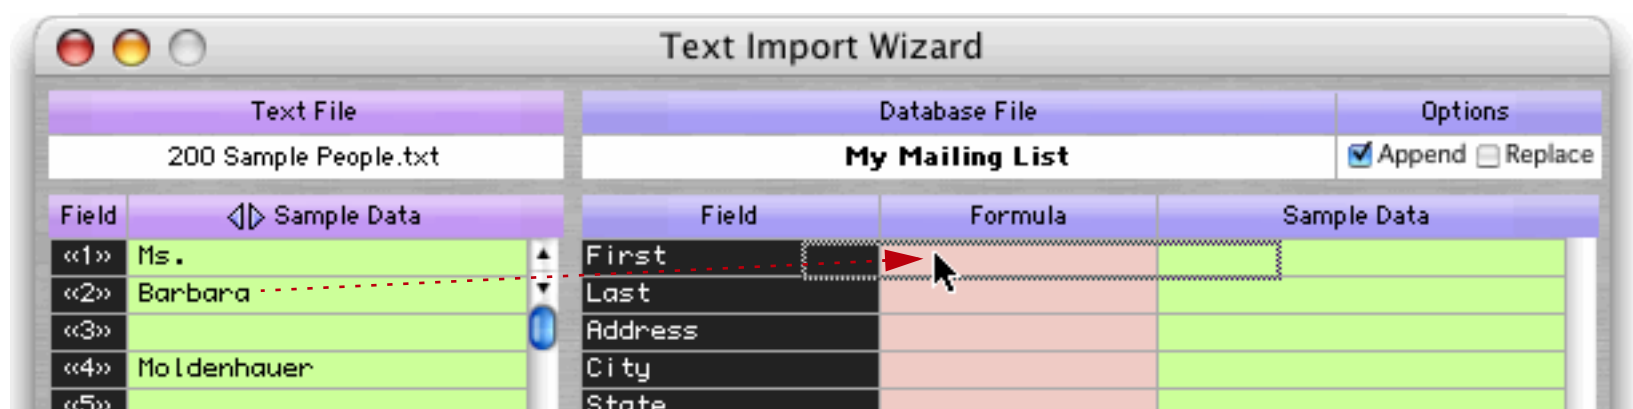 Text Import Wizard
Text File Database File Options
200 Sample People.txt My Mailing List Append Replace
Field Sample Data Field Formula Sample Data
«1» Ms. First
«2» Barbara Last
«3» Address
«4» Moldenhauer City
«5» State